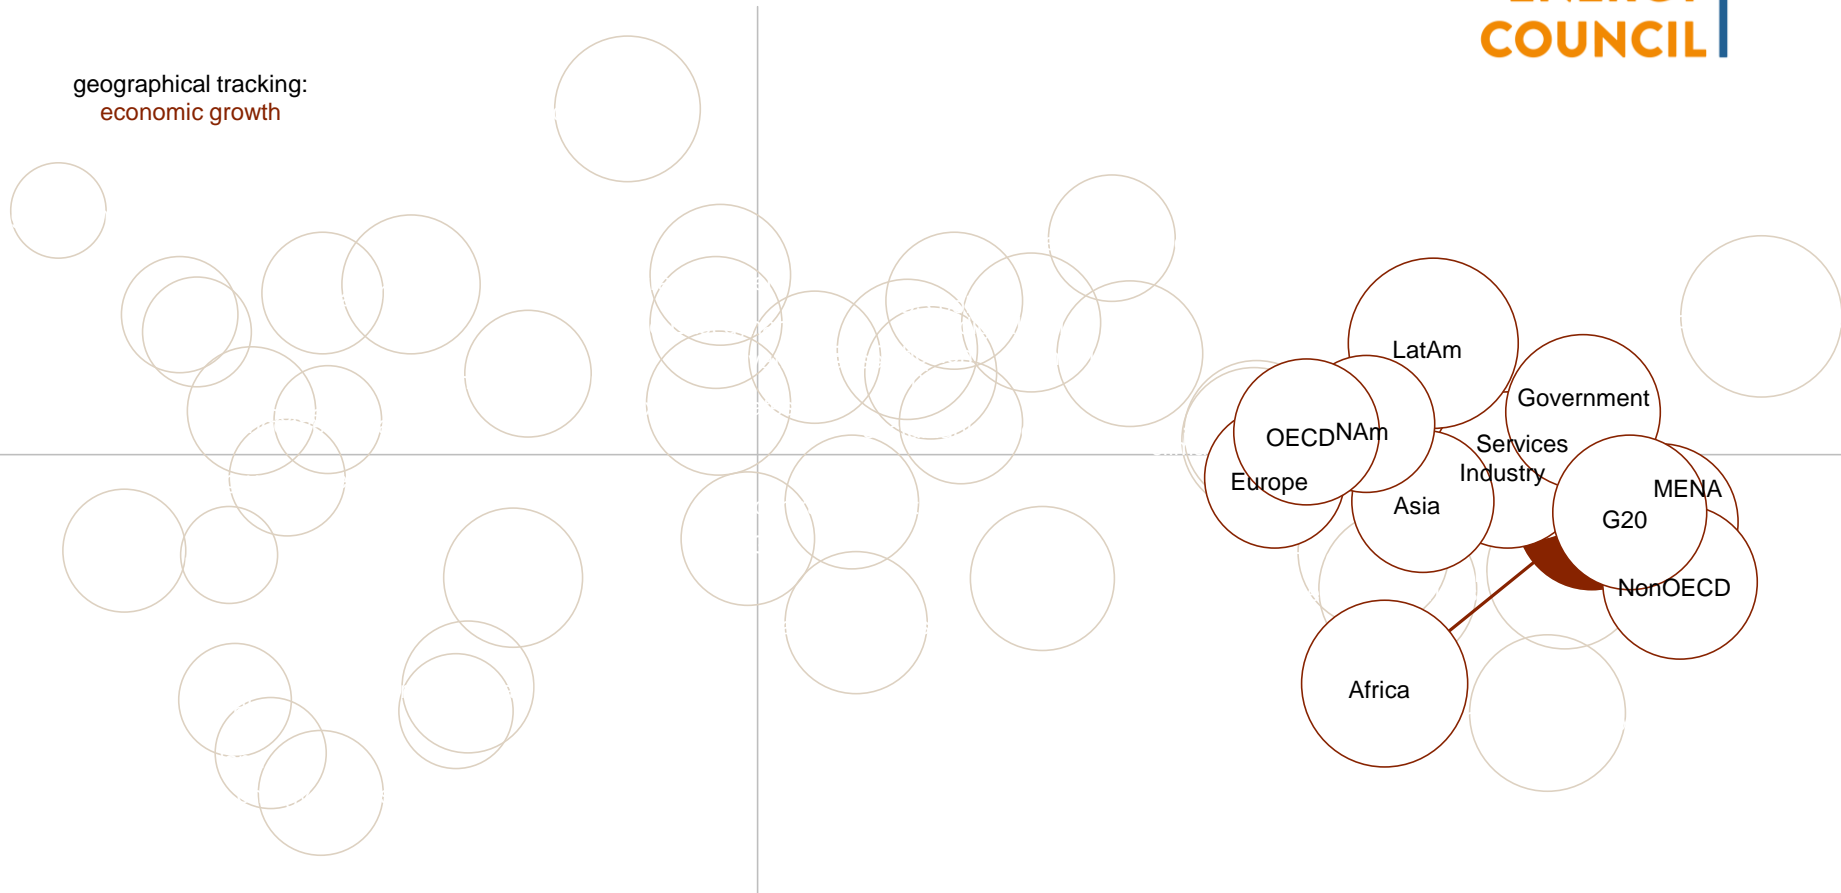 COUNCIL
geographical tracking:
economic growth
LatAm
Government
OECD
NAm
Services
Industry
Europe
MENA
Asia
G20
NonOECD
Africa